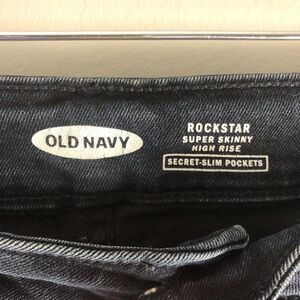 OLD NAVY
ROCKSTAR
SUPER SKINNY
HIGH RISE
SECRET-SLIM POCKETS